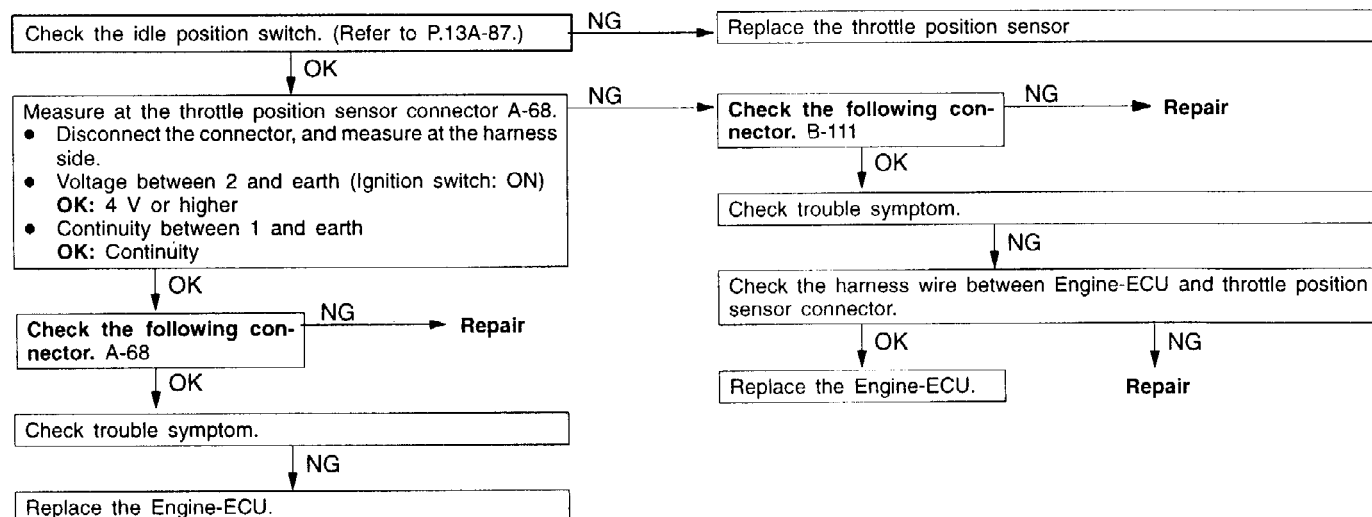 Check the idle position switch. (Refer to P.13A-87.)
NG
Replace the throttle position sensor
OK
Measure at the throttle position sensor connector A-68.
● Disconnect the connector, and measure at the harness
side.
● Voltage between 2 and earth (Ignition switch: ON)
OK: 4 V or higher
● Continuity between 1 and earth
OK: Continuity
NG
Check the following con-
nector. B-111
NG
Repair
OK
Check trouble symptom.
NG
Check the harness wire between Engine-ECU and throttle position
sensor connector.
OK
NG
Replace the Engine-ECU.
Repair
OK
Check the following con-
nector. A-68
NG
Repair
OK
Check trouble symptom.
NG
Replace the Engine-ECU.